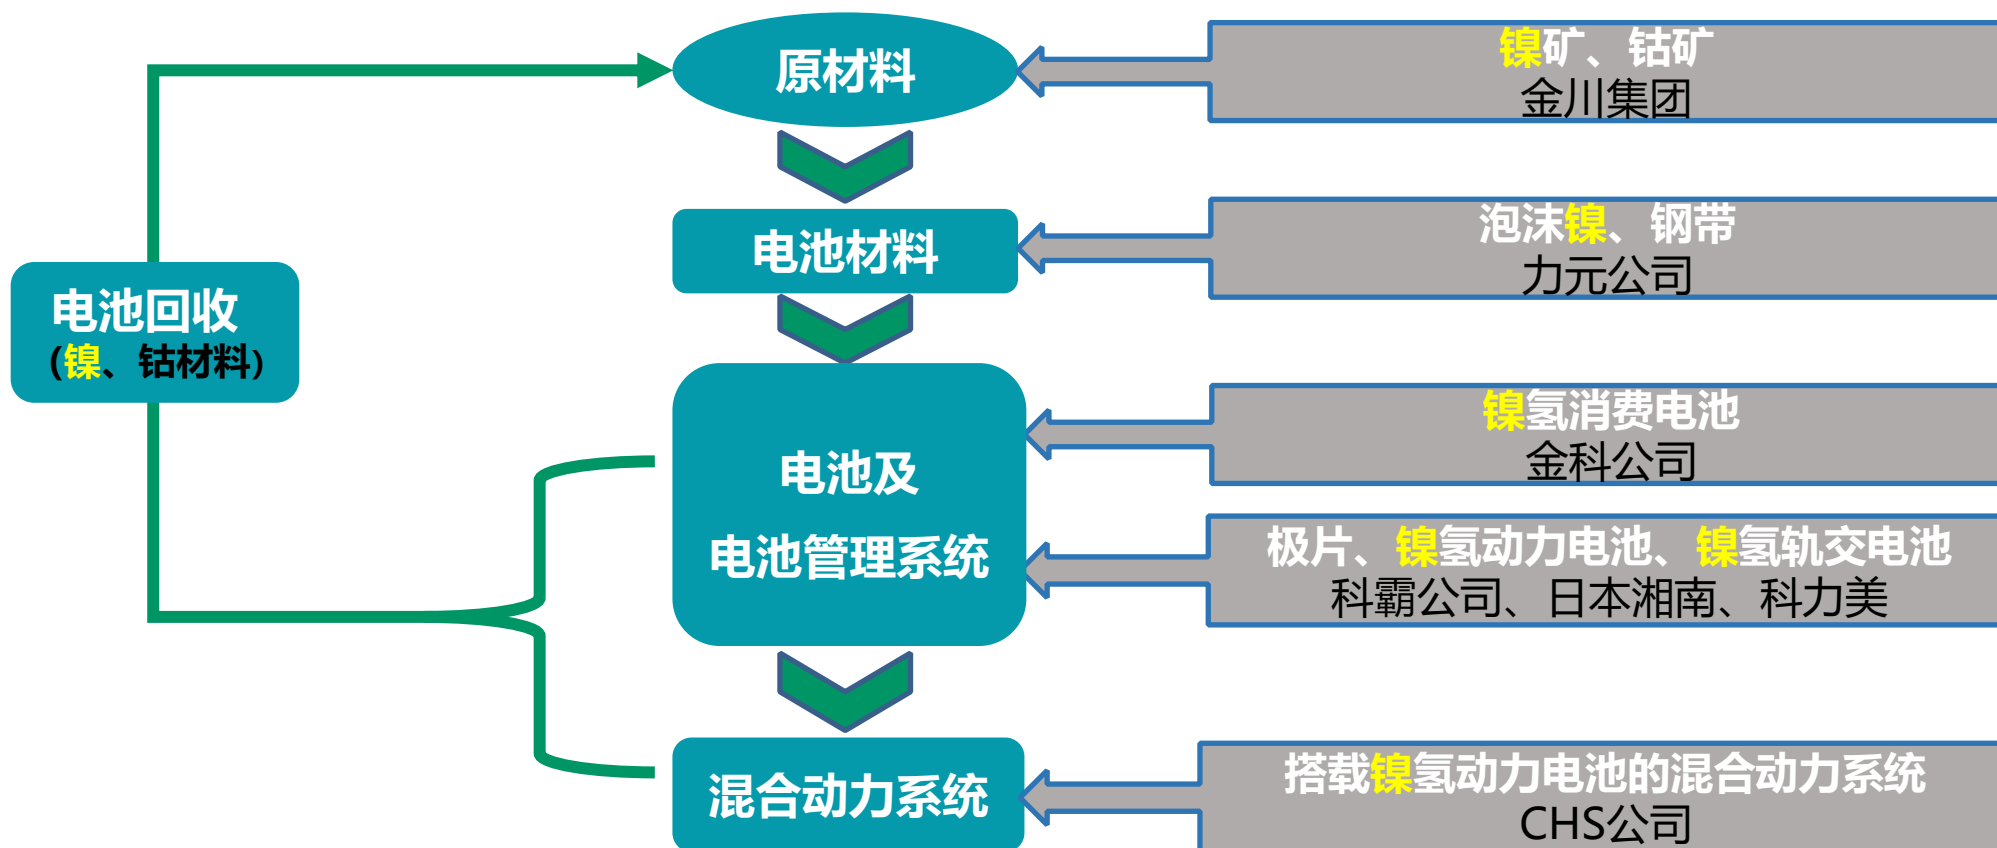 原材料
镍矿、钴矿
金川集团
电池材料
泡沫镍、钢带
力元公司
电池回收
(镍、钴材料)
电池及
电池管理系统
镍氢消费电池
金科公司
极片、镍氢动力电池、镍氢轨交电池
科霸公司、日本湘南、科力美
混合动力系统
搭载镍氢动力电池的混合动力系统
CHS公司